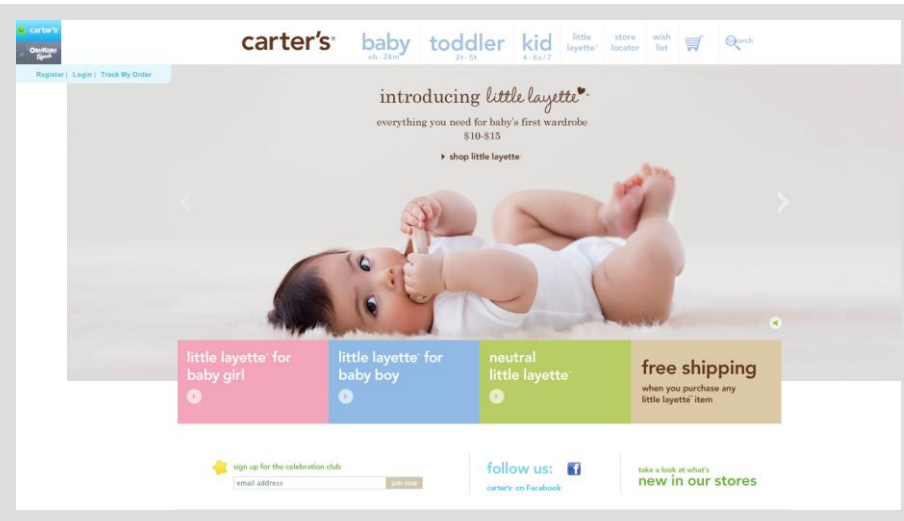 carter's
OshKosh
B'gosh
Register | Login | Track My Order
carter's
baby
nb-24m
toddler
2t-5t
kid
4-6x/7
little
layette™
store
locator
wish
list
Search
introducing little layette
everything you need for baby's first wardrobe
$10-$15
shop little layette
little layette for
baby girl
little layette for
baby boy
neutral
little layette
free shipping
when you purchase any
little layette™ item
sign up for the celebration club
email address
join now
follow us:
carter's on Facebook
take a look at what's
new in our stores